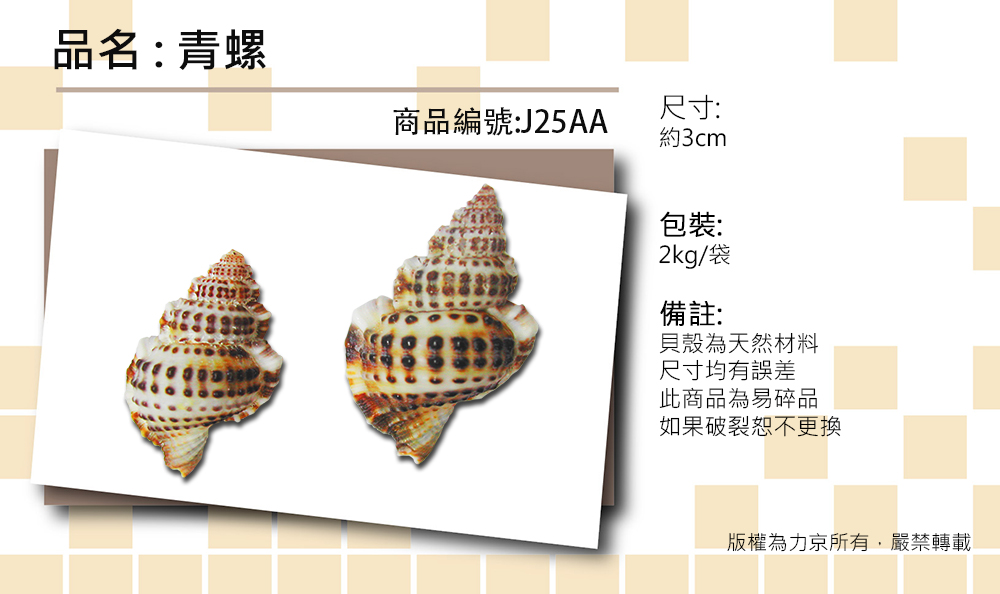 品名 : 青螺
商品編號:J25AA
尺寸:
約3cm
包裝:
2kg/袋
備註:
貝殼為天然材料
尺寸均有誤差
此商品為易碎品
如果破裂恕不更換
版權為力京所有，嚴禁轉載